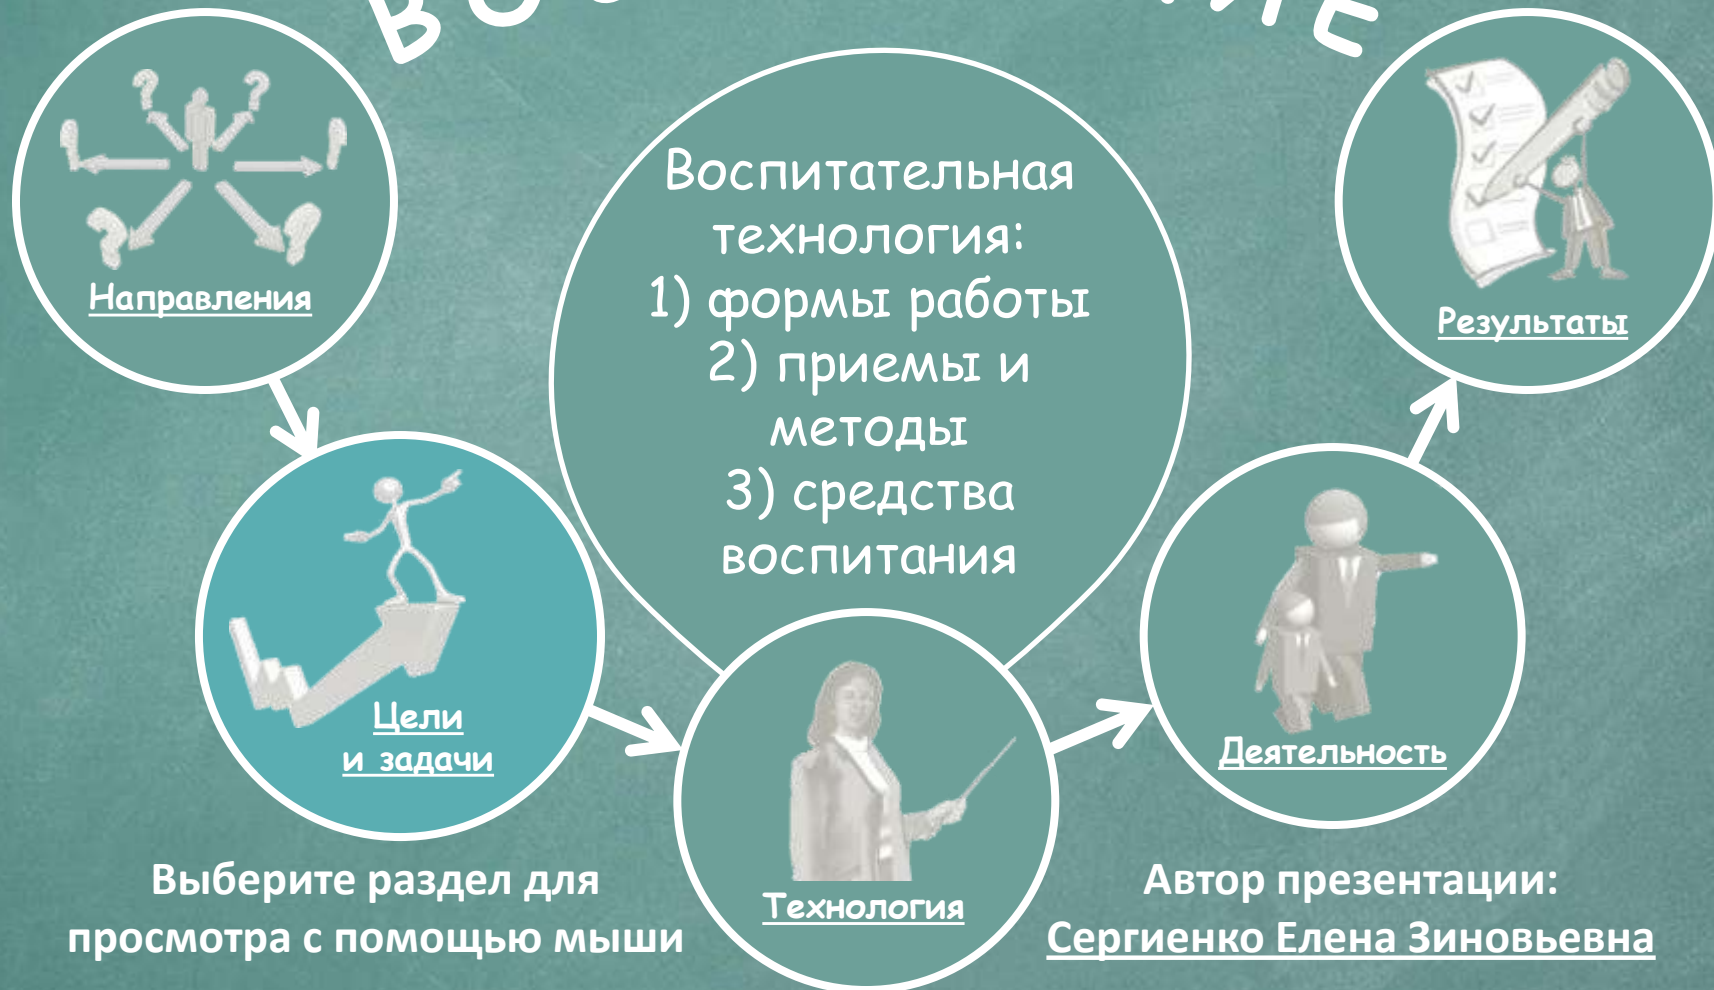 Направления
Воспитательная
технология:
1) формы работы
2) приемы и
методы
3) средства
воспитания
Результаты
Цели
и задачи
Технология
Деятельность
Выберите раздел для
просмотра с помощью мыши
Автор презентации:
Сергиенко Елена Зиновьевна